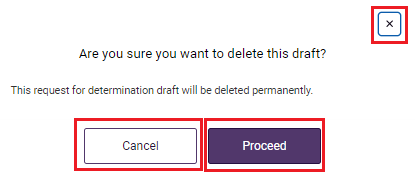 ×
Are you sure you want to delete this draft?
This request for determination draft will be deleted permanently.
Cancel Proceed